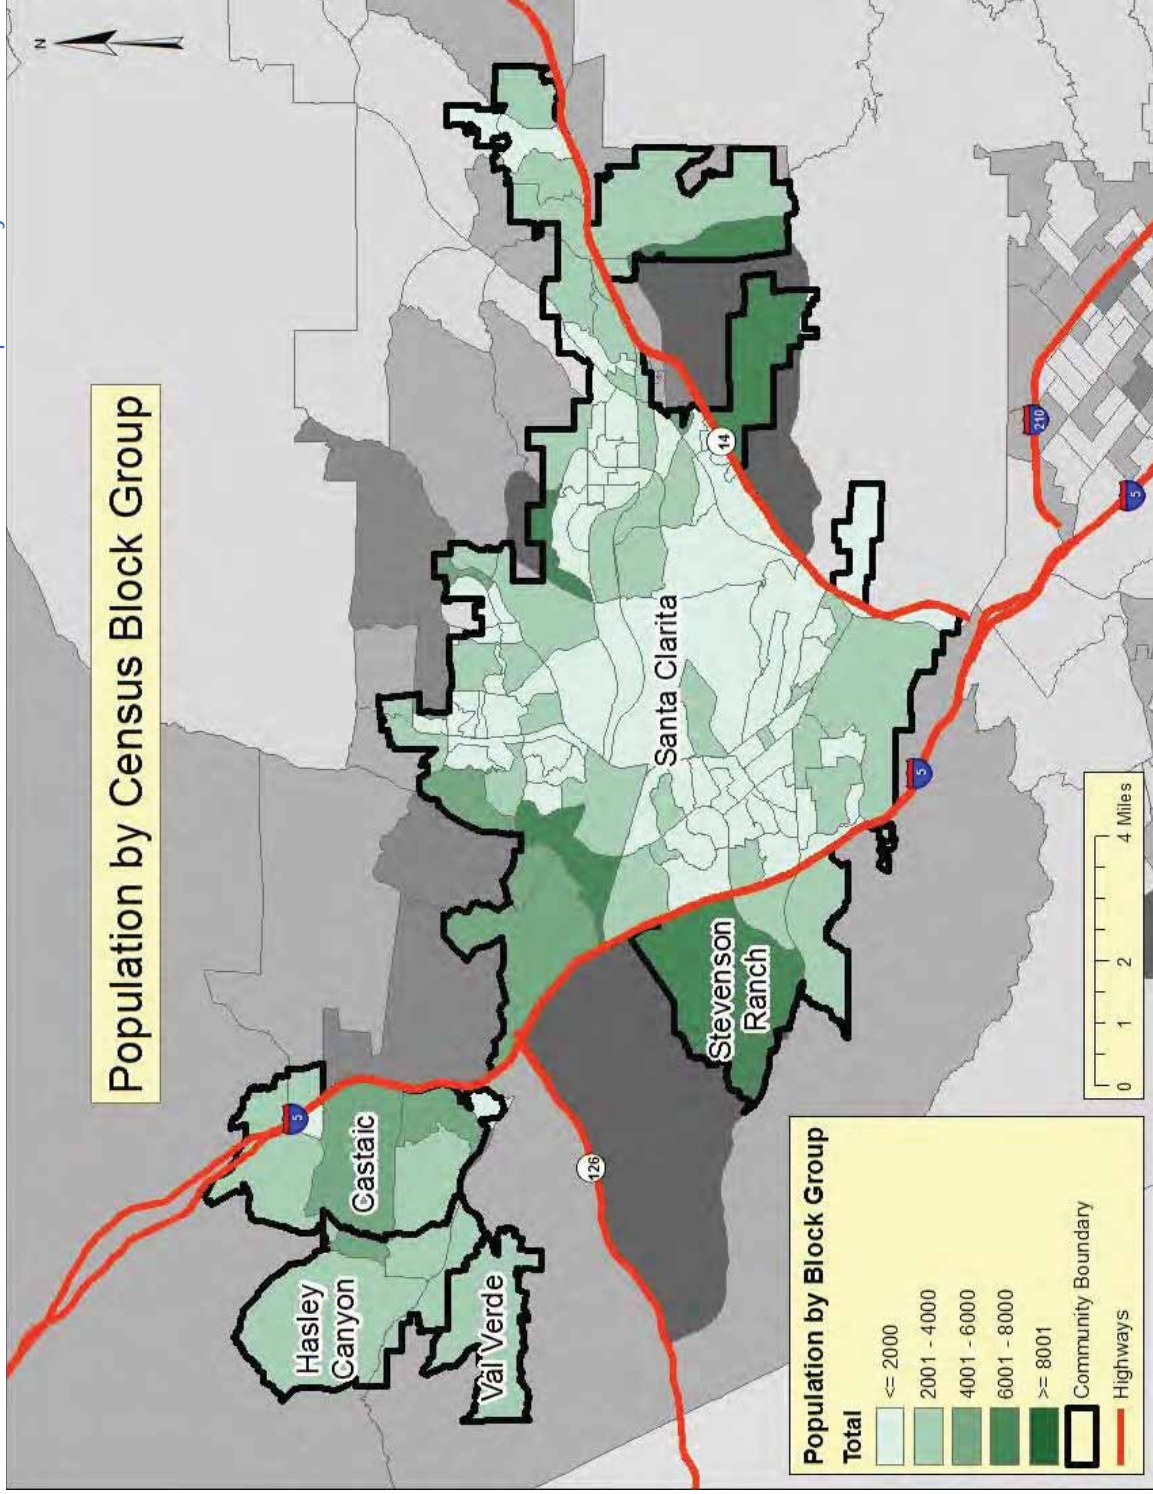 Population by Census Block Group
N
5
Castaic
Hasley
Canyon
Val Verde
126
Stevenson
Ranch
Santa Clarita
14
5
210
5
Population by Block Group
Total
<= 2000
2001 - 4000
4001 - 6000
6001 - 8000
>= 8001
Community Boundary
Highways
0 1 2 4 Miles